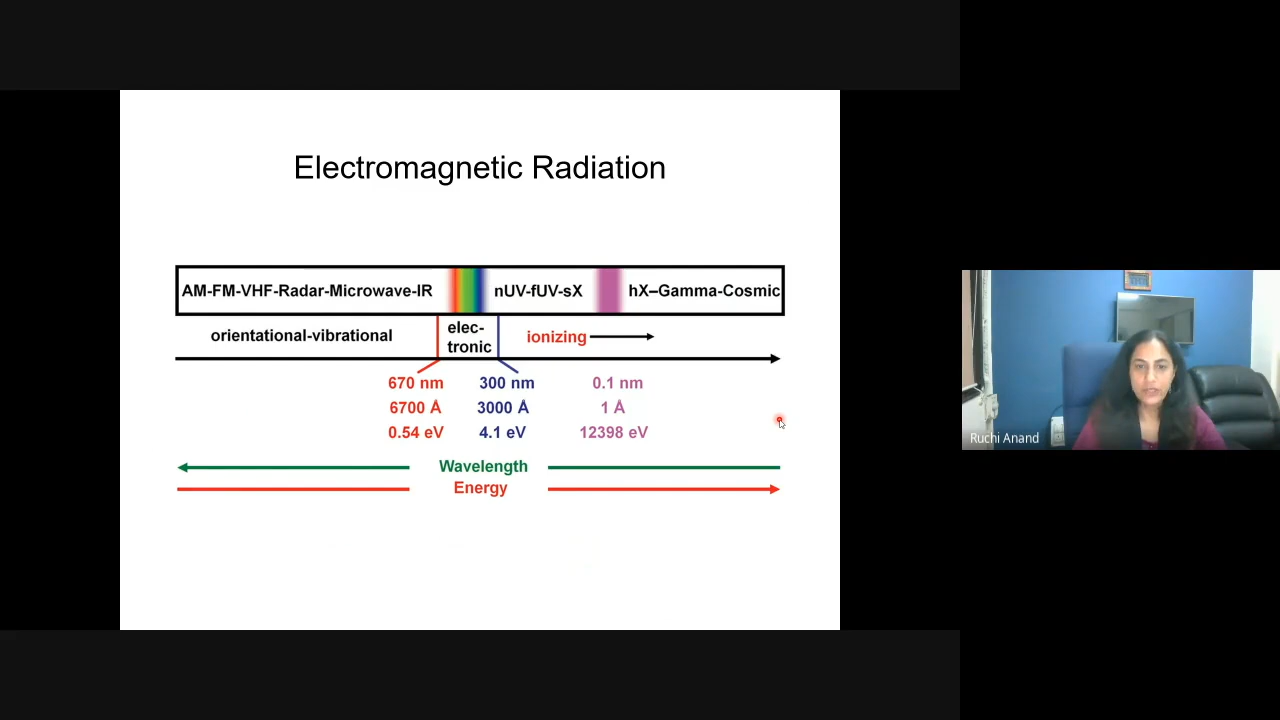 Electromagnetic Radiation
AM-FM-VHF-Radar-Microwave-IR
nUV-fUV-sX
hX–Gamma-Cosmic
orientational-vibrational
elec-
tronic
ionizing
670 nm 300 nm 0.1 nm
6700 Å 3000 Å 1 Å
0.54 eV 4.1 eV 12398 eV
Wavelength
Energy
Ruchi Anand